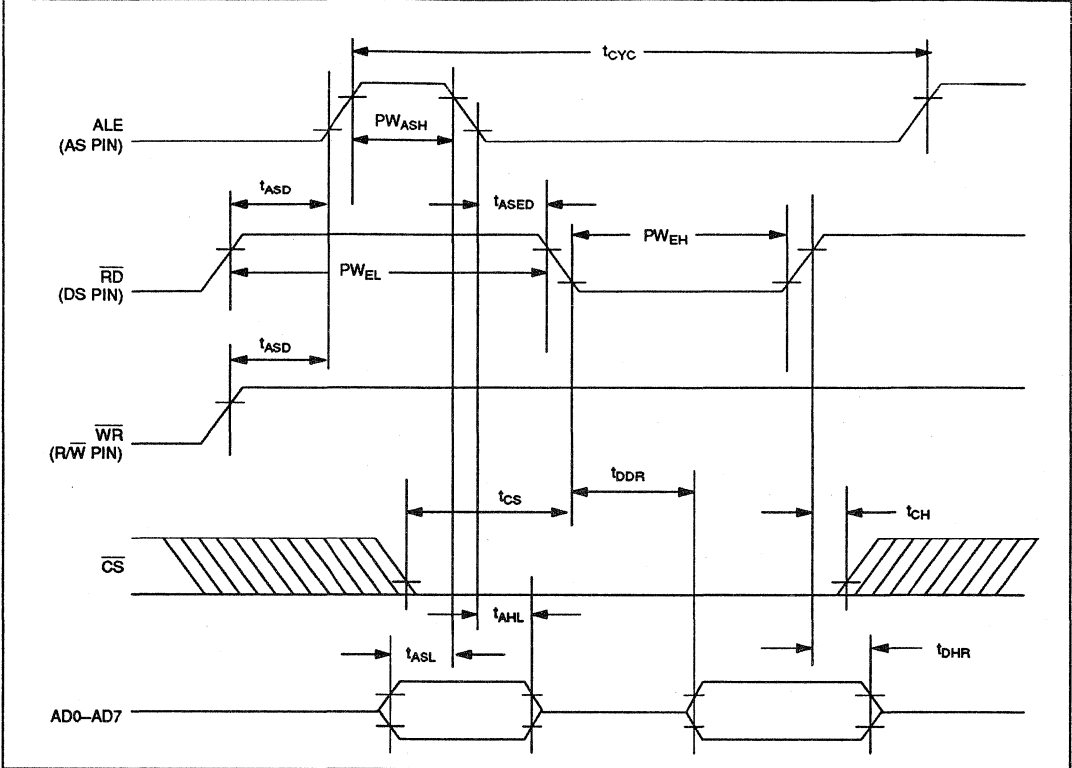 tCYC
ALE
(AS PIN)
PWASH
tASD
tASED
RD
(DS PIN)
PWEL
PWEH
tASD
WR
(R/W PIN)
tDDR
tCS
tCH
CS
tAHL
tASL
tDHR
AD0–AD7